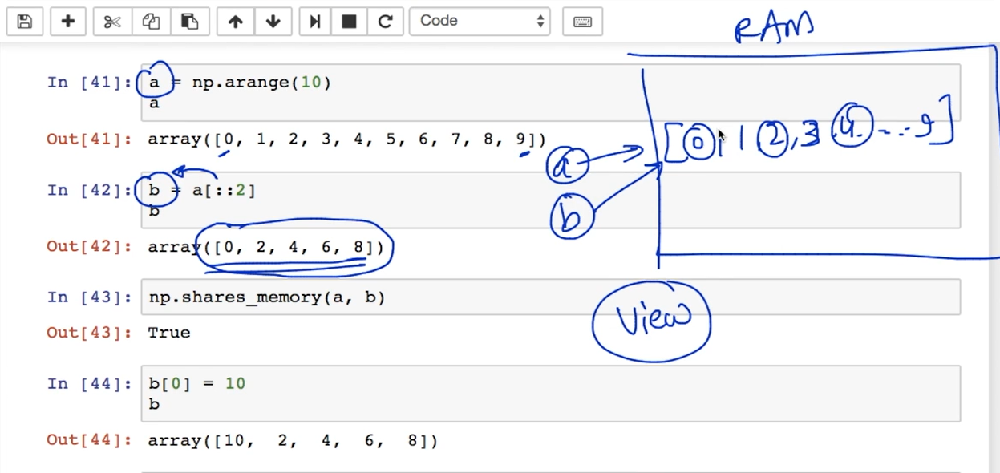 Code
RAM
In [41]: a = np.arange(10)
a
Out[41]: array([0, 1, 2, 3, 4, 5, 6, 7, 8, 9])
[0, 1 2, 3 4. - .. 9]
a
In [42]: b = a[::2]
b
b
Out[42]: array([0, 2, 4, 6, 8])
In [43]: np.shares_memory(a, b)
View
Out[43]: True
In [44]: b[0] = 10
b
Out[44]: array([10, 2, 4, 6, 8])